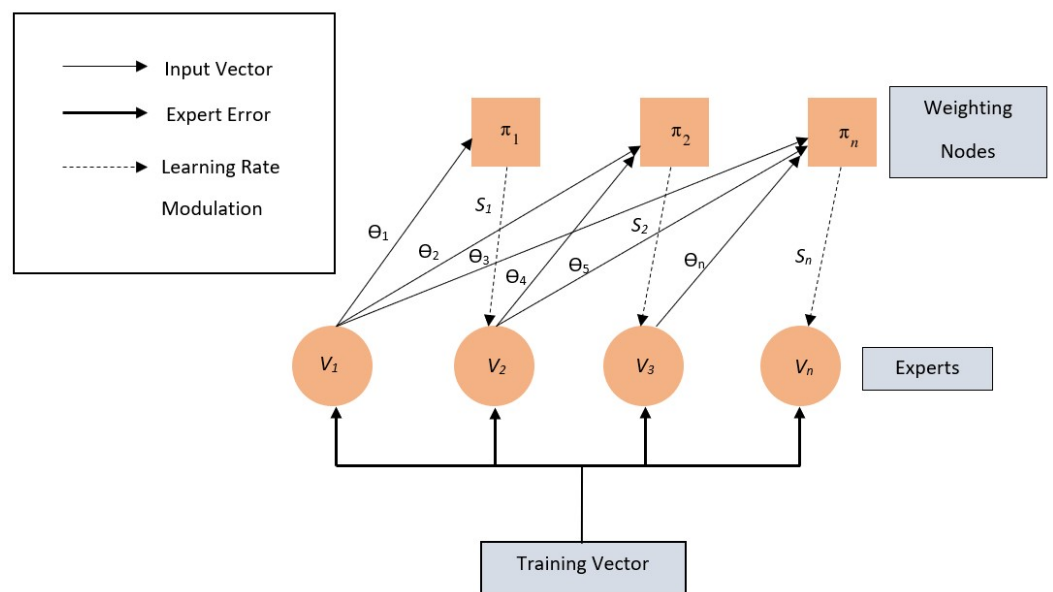 Input Vector
Expert Error
Learning Rate
Modulation
π1
π2
πn
Weighting
Nodes
S1
S2
Sn
ϴ1
ϴ2
ϴ3
ϴ4
ϴ5
ϴn
V1
V2
V3
Vn
Experts
Training Vector